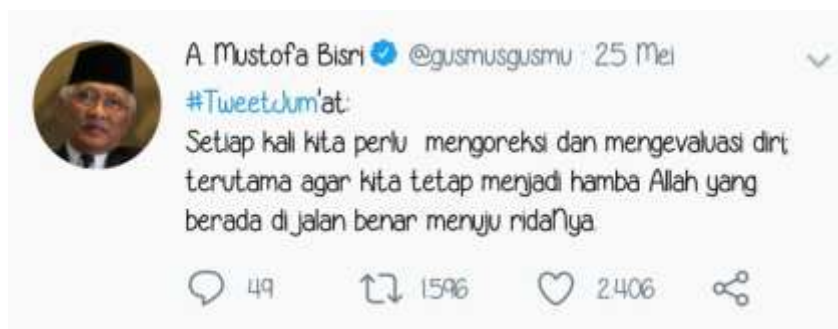 A. Mustofa Bisri @gusmusgusmu · 25 Mei
#TweetJum'at:
Setiap kali kita perlu mengoreksi dan mengevaluasi diri;
terutama agar kita tetap menjadi hamba Allah yang
berada di jalan benar menuju ridaNya.
49 1596 2.406